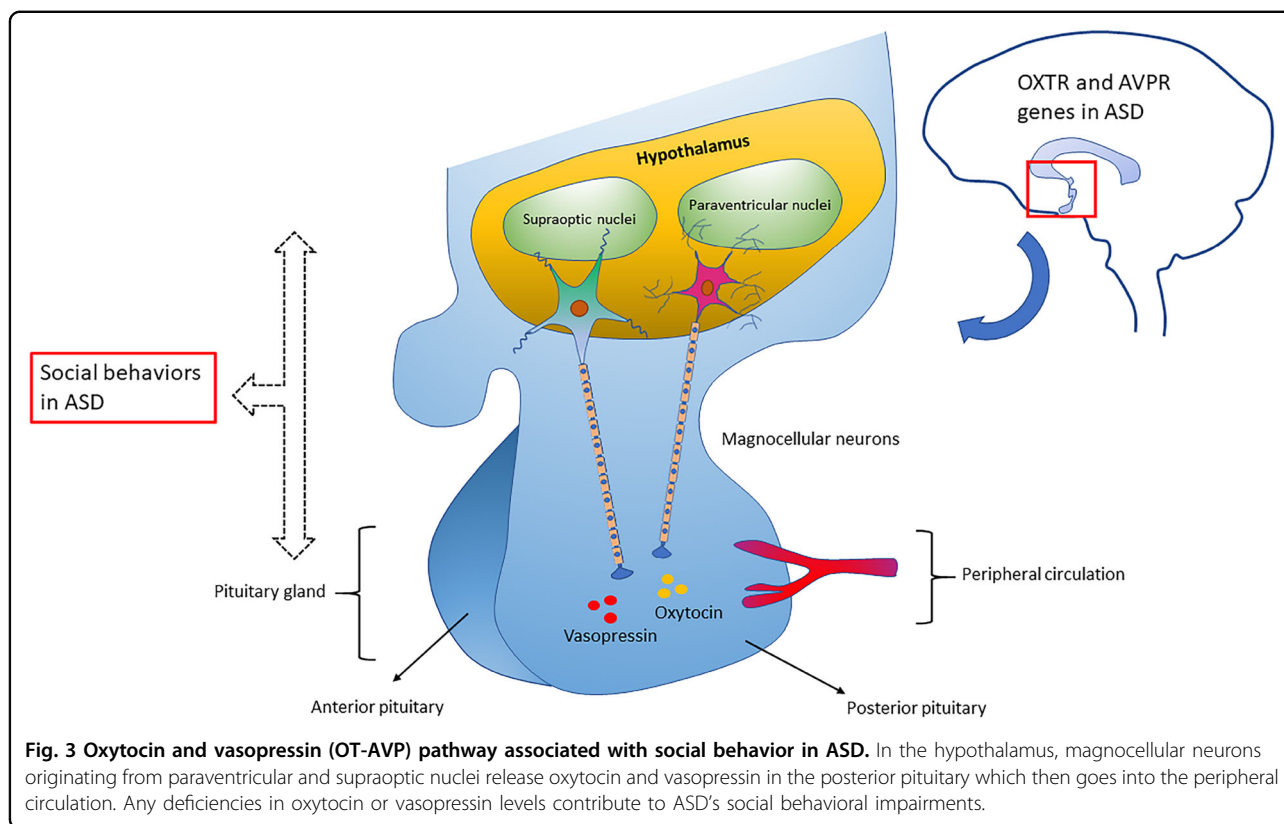 OXTR and AVPR
genes in ASD
Hypothalamus
Supraoptic nuclei
Paraventricular nuclei
Social behaviors
in ASD
Magnocellular neurons
Pituitary gland
Peripheral circulation
Oxytocin
Vasopressin
Anterior pituitary
Posterior pituitary
Fig. 3 Oxytocin and vasopressin (OT-AVP) pathway associated with social behavior in ASD. In the hypothalamus, magnocellular neurons
originating from paraventricular and supraoptic nuclei release oxytocin and vasopressin in the posterior pituitary which then goes into the peripheral
circulation. Any deficiencies in oxytocin or vasopressin levels contribute to ASD's social behavioral impairments.